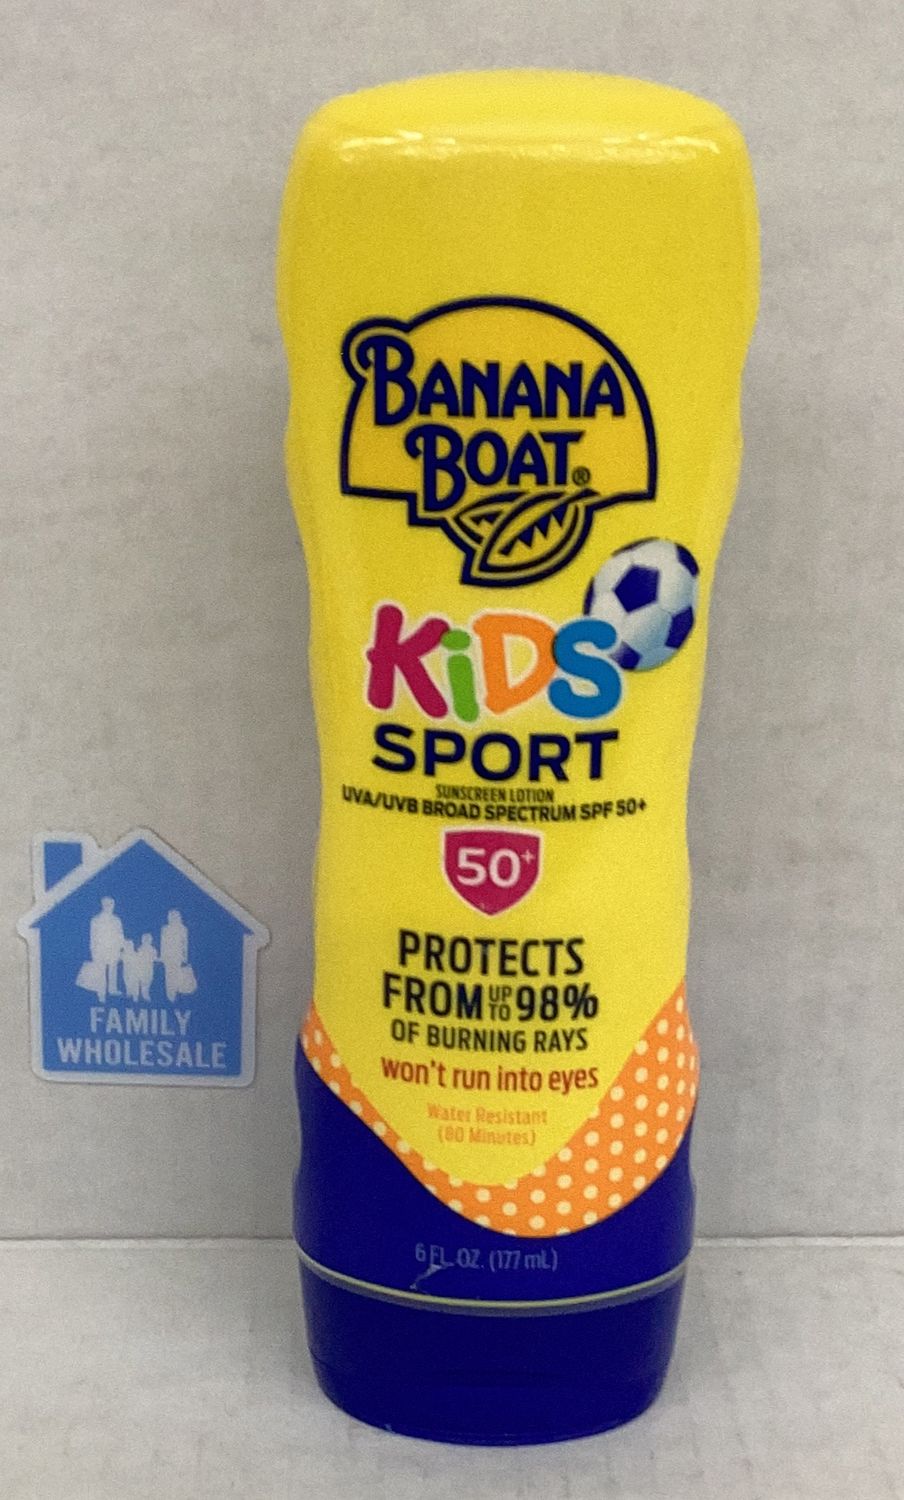 BANANA
BOAT®
KiDS
SPORT
SUNSCREEN LOTION
UVA/UVB BROAD SPECTRUM SPF 50+
50+
PROTECTS
FROM UP TO 98%
OF BURNING RAYS
won't run into eyes
Water Resistant
(80 Minutes)
6 FL. OZ. (177 mL)
FAMILY
WHOLESALE